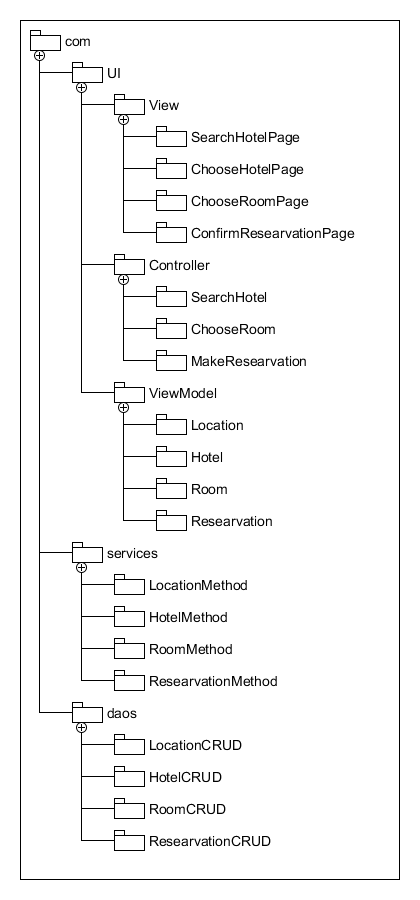 com
UI
View
SearchHotelPage
ChooseHotelPage
ChooseRoomPage
ConfirmResearvationPage
Controller
SearchHotel
ChooseRoom
MakeResearvation
ViewModel
Location
Hotel
Room
Researvation
services
LocationMethod
HotelMethod
RoomMethod
ResearvationMethod
daos
LocationCRUD
HotelCRUD
RoomCRUD
ResearvationCRUD